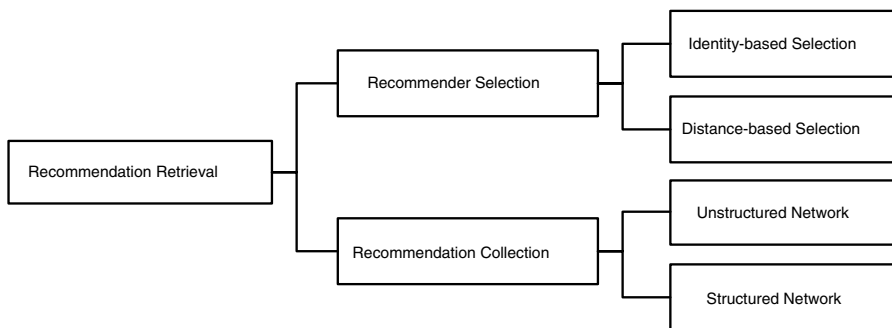 Identity-based Selection
Recommender Selection
Distance-based Selection
Recommendation Retrieval
Unstructured Network
Recommendation Collection
Structured Network